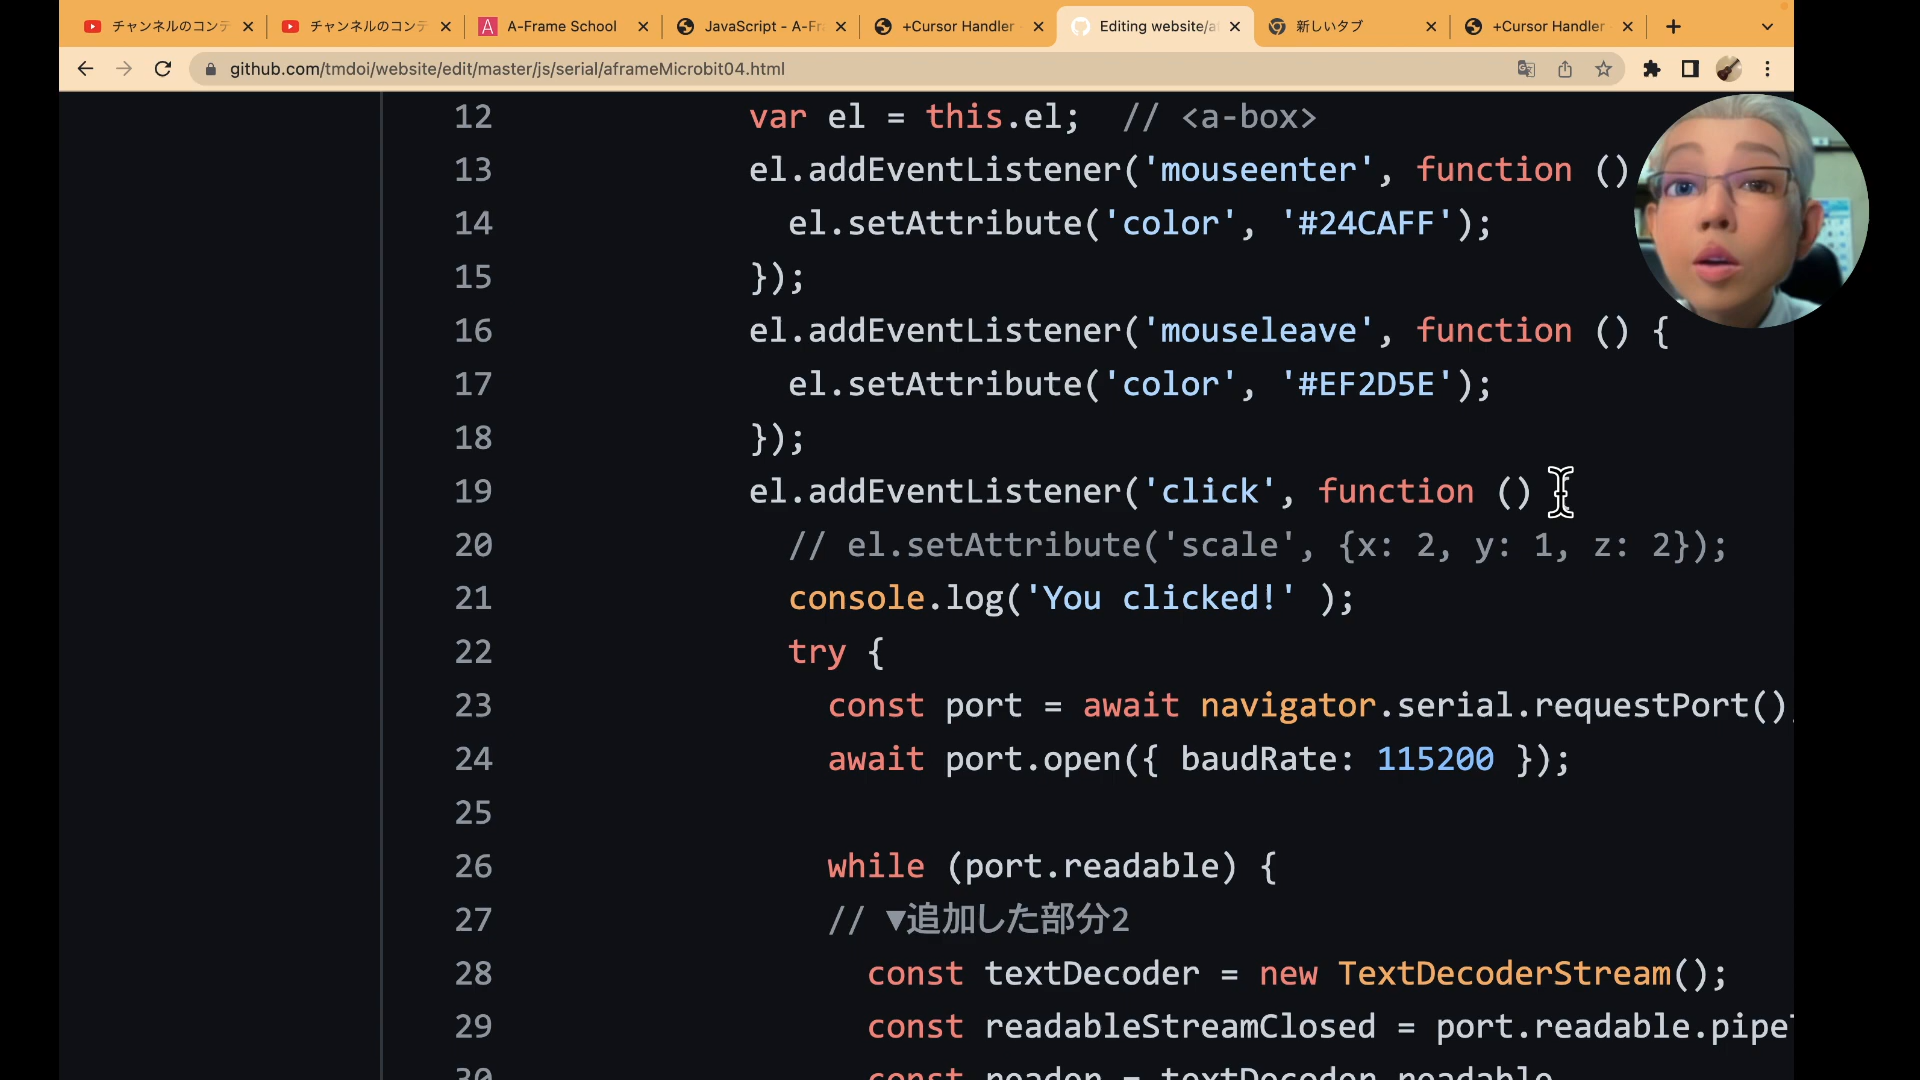 チャンネルのコンテ
チャンネルのコンテ
A-Frame School
JavaScript - A-Fr
+Cursor Handler
Editing website/a
新しいタブ
+Cursor Handler
github.com/tmdoi/website/edit/master/js/serial/aframeMicrobit04.html
12 var el = this.el;  // <a-box>
13 el.addEventListener('mouseenter', function ()
14 el.setAttribute('color', '#24CAFF');
15 });
16 el.addEventListener('mouseleave', function () {
17 el.setAttribute('color', '#EF2D5E');
18 });
19 el.addEventListener('click', function ()
20 // el.setAttribute('scale', {x: 2, y: 1, z: 2});
21 console.log('You clicked!' );
22 try {
23 const port = await navigator.serial.requestPort()
24 await port.open({ baudRate: 115200 });
25
26 while (port.readable) {
27 // ▼追加した部分2
28 const textDecoder = new TextDecoderStream();
29 const readableStreamClosed = port.readable.pipe
30 const reader = textDecoder.readable